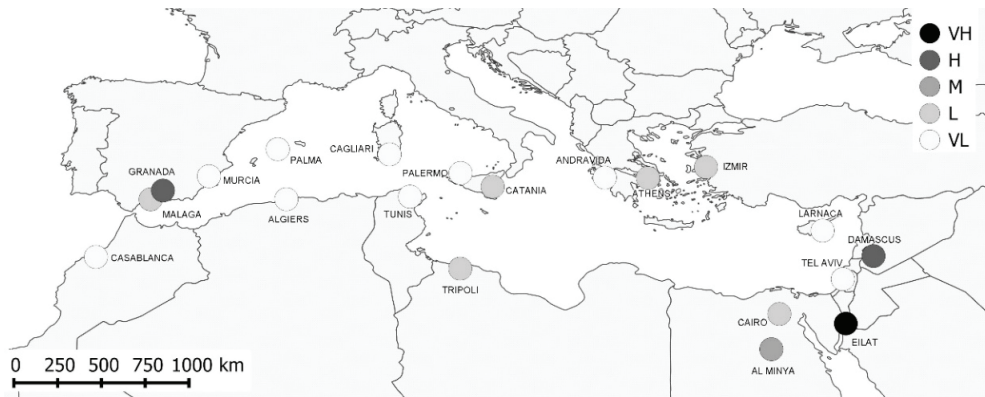 VH
H
M
L
VL
CAGLIARI
PALMA
ANDRAVIDA
IZMIR
GRANADA
PALERMO
MURCIA
CATANIA
ATHENS
MALAGA
ALGIERS
TUNIS
LARNACA
DAMASCUS
CASABLANCA
TEL AVIV
TRIPOLI
CAIRO
EILAT
0 250 500 750 1000 km
AL MINYA